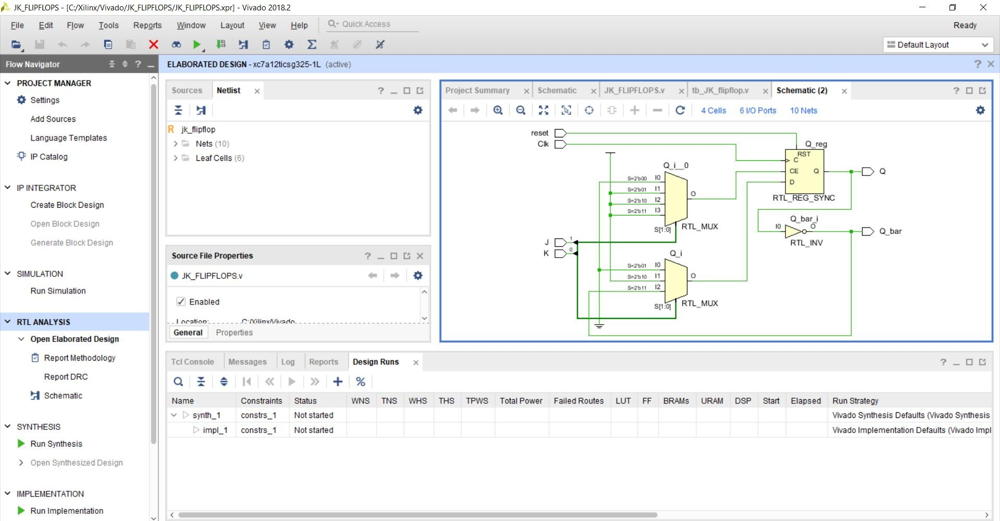 JK_FLIPFLOPS - [C:/Xilinx/Vivado/JK_FLIPFLOPS/JK_FLIPFLOPS.xpr] - Vivado 2018.2
File Edit Flow Tools Reports Window Layout View Help Quick Access Ready
Default Layout
Flow Navigator
PROJECT MANAGER
Settings
Add Sources
Language Templates
IP Catalog
IP INTEGRATOR
Create Block Design
Open Block Design
Generate Block Design
SIMULATION
Run Simulation
RTL ANALYSIS
Open Elaborated Design
Report Methodology
Report DRC
Schematic
SYNTHESIS
Run Synthesis
Open Synthesized Design
IMPLEMENTATION
Run Implementation
ELABORATED DESIGN - xc7a12ticsg325-1L (active)
Sources Netlist
R jk_flipflop
Nets (10)
Leaf Cells (6)
Source File Properties
JK_FLIPFLOPS.v
Enabled
Location: C:/Xilinx/Vivado
General Properties
Project Summary Schematic JK_FLIPFLOPS.v tb_JK_flipflop.v Schematic (2)
4 Cells 6 I/O Ports 10 Nets
reset
Clk
Q_reg
RST
C
CE Q
D
RTL_REG_SYNC
Q
Q_i__0
S=2'b00 I0
S=2'b01 I1
S=2'b10 I2
S=2'b11 I3
O
S[1:0]
RTL_MUX
Q_bar_i
I0 O
RTL_INV
Q_bar
J 1
K 0
Q_i
S=2'b01 I0
S=2'b10 I1
S=2'b11 I2
O
S[1:0]
RTL_MUX
Tcl Console Messages Log Reports Design Runs
Name Constraints Status WNS TNS WHS THS TPWS Total Power Failed Routes LUT FF BRAMs URAM DSP Start Elapsed Run Strategy
synth_1 constrs_1 Not started Vivado Synthesis Defaults (Vivado Synthesis
impl_1 constrs_1 Not started Vivado Implementation Defaults (Vivado Impl